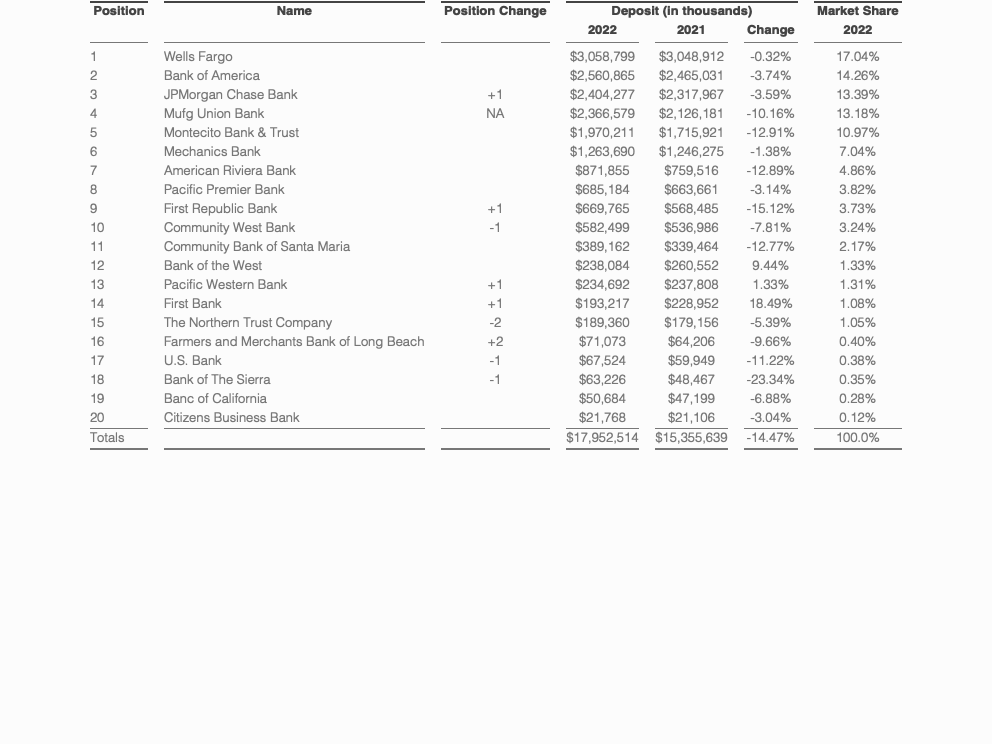 Position Name Position Change Deposit (in thousands) Market Share
2022 2021 Change 2022
1 Wells Fargo $3,058,799 $3,048,912 -0.32% 17.04%
2 Bank of America $2,560,865 $2,465,031 -3.74% 14.26%
3 JPMorgan Chase Bank +1 $2,404,277 $2,317,967 -3.59% 13.39%
4 Mufg Union Bank NA $2,366,579 $2,126,181 -10.16% 13.18%
5 Montecito Bank & Trust $1,970,211 $1,715,921 -12.91% 10.97%
6 Mechanics Bank $1,263,690 $1,246,275 -1.38% 7.04%
7 American Riviera Bank $871,855 $759,516 -12.89% 4.86%
8 Pacific Premier Bank $685,184 $663,661 -3.14% 3.82%
9 First Republic Bank +1 $669,765 $568,485 -15.12% 3.73%
10 Community West Bank -1 $582,499 $536,986 -7.81% 3.24%
11 Community Bank of Santa Maria $389,162 $339,464 -12.77% 2.17%
12 Bank of the West $238,084 $260,552 9.44% 1.33%
13 Pacific Western Bank +1 $234,692 $237,808 1.33% 1.31%
14 First Bank +1 $193,217 $228,952 18.49% 1.08%
15 The Northern Trust Company -2 $189,360 $179,156 -5.39% 1.05%
16 Farmers and Merchants Bank of Long Beach +2 $71,073 $64,206 -9.66% 0.40%
17 U.S. Bank -1 $67,524 $59,949 -11.22% 0.38%
18 Bank of The Sierra -1 $63,226 $48,467 -23.34% 0.35%
19 Banc of California $50,684 $47,199 -6.88% 0.28%
20 Citizens Business Bank $21,768 $21,106 -3.04% 0.12%
Totals $17,952,514 $15,355,639 -14.47% 100.0%